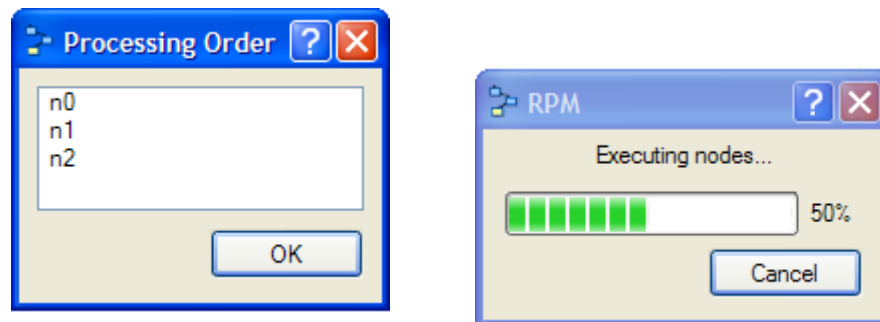 Processing Order
n0
n1
n2
OK
RPM
Executing nodes...
50%
Cancel